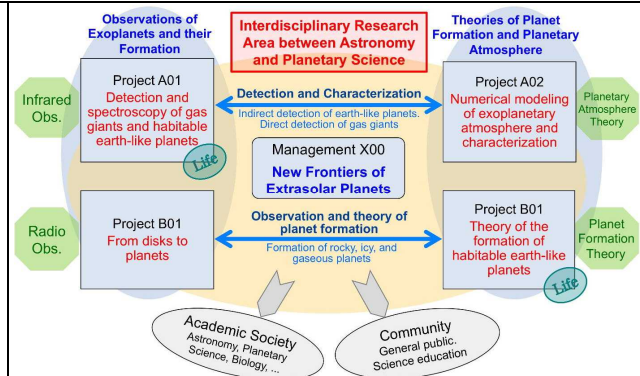 Observations of
Exoplanets and their
Formation
Interdisciplinary Research
Area between Astronomy
and Planetary Science
Theories of Planet
Formation and Planetary
Atmosphere
Infrared
Obs.
Project A01
Detection and
spectroscopy of gas
giants and habitable
earth-like planets
Life
Detection and Characterization
Indirect detection of earth-like planets.
Direct detection of gas giants
Project A02
Numerical modeling
of exoplanetary
atmosphere and
characterization
Planetary
Atmosphere
Theory
Management X00
New Frontiers of
Extrasolar Planets
Radio
Obs.
Project B01
From disks to
planets
Observation and theory of
planet formation
Formation of rocky, icy, and
gaseous planets
Project B01
Theory of the
formation of
habitable earth-like
planets
Life
Planet
Formation
Theory
Academic Society
Astronomy, Planetary
Science, Biology, ...
Community
General public.
Science education